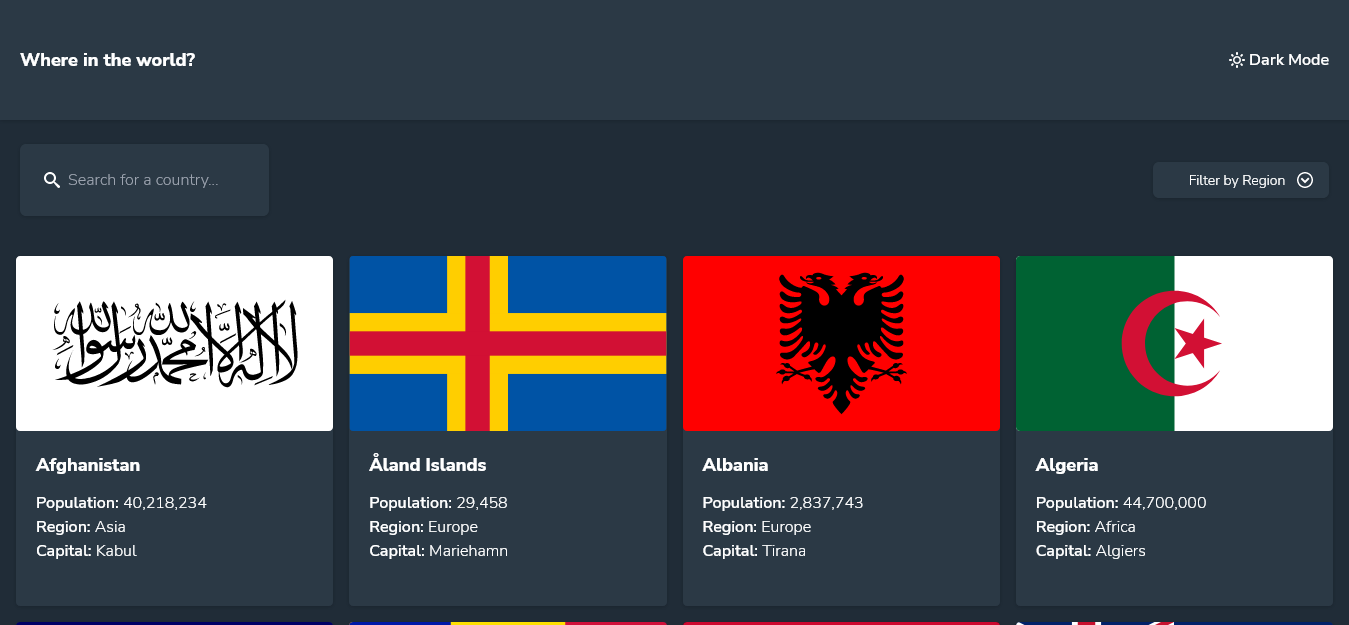 Where in the world?
Dark Mode
Search for a country...
Filter by Region
لا إله إلا الله محمد رسول الله
Afghanistan
Population: 40,218,234
Region: Asia
Capital: Kabul
Åland Islands
Population: 29,458
Region: Europe
Capital: Mariehamn
Albania
Population: 2,837,743
Region: Europe
Capital: Tirana
Algeria
Population: 44,700,000
Region: Africa
Capital: Algiers